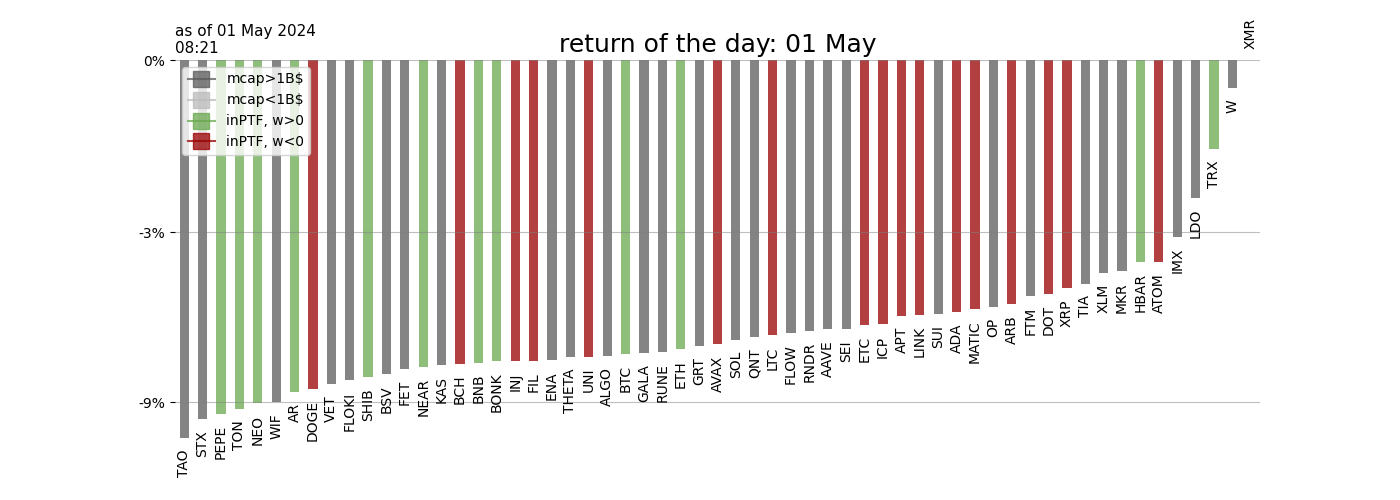 as of 01 May 2024
08:21
return of the day: 01 May
XMR
0%
mcap>1B$
mcap<1B$
inPTF, w>0
inPTF, w<0
-3%
-9%
TAO
STX
PEPE
TON
NEO
WIF
AR
DOGE
VET
FLOKI
SHIB
BSV
FET
NEAR
KAS
BCH
BNB
BONK
INJ
FIL
ENA
THETA
UNI
ALGO
BTC
GALA
RUNE
ETH
GRT
AVAX
SOL
QNT
LTC
FLOW
RNDR
AAVE
SEI
ETC
ICP
APT
LINK
SUI
ADA
MATIC
OP
ARB
FTM
DOT
XRP
TIA
XLM
MKR
HBAR
ATOM
IMX
LDO
TRX
W